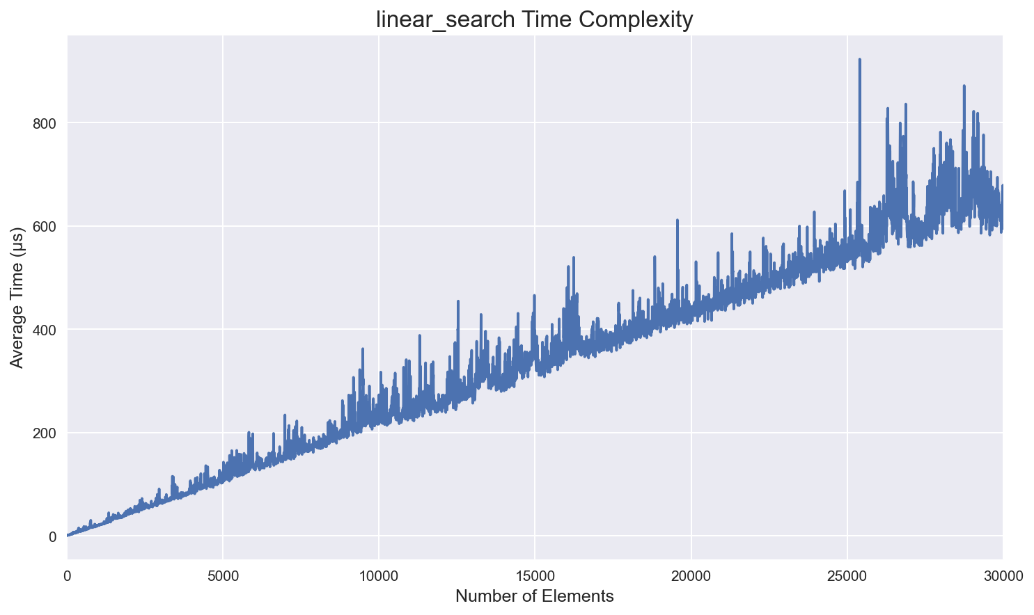 linear_search Time Complexity
Average Time (µs)
800
600
400
200
0
0 5000 10000 15000 20000 25000 30000
Number of Elements